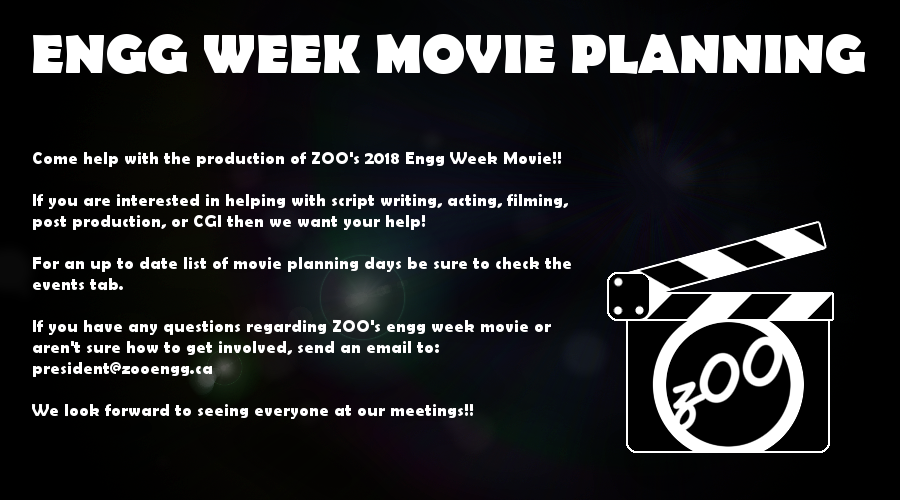 ENGG WEEK MOVIE PLANNING
Come help with the production of ZOO's 2018 Engg Week Movie!!
If you are interested in helping with script writing, acting, filming,
post production, or CGI then we want your help!
For an up to date list of movie planning days be sure to check the
events tab.
If you have any questions regarding ZOO's engg week movie or
aren't sure how to get involved, send an email to:
president@zooengg.ca
We look forward to seeing everyone at our meetings!!
zoo